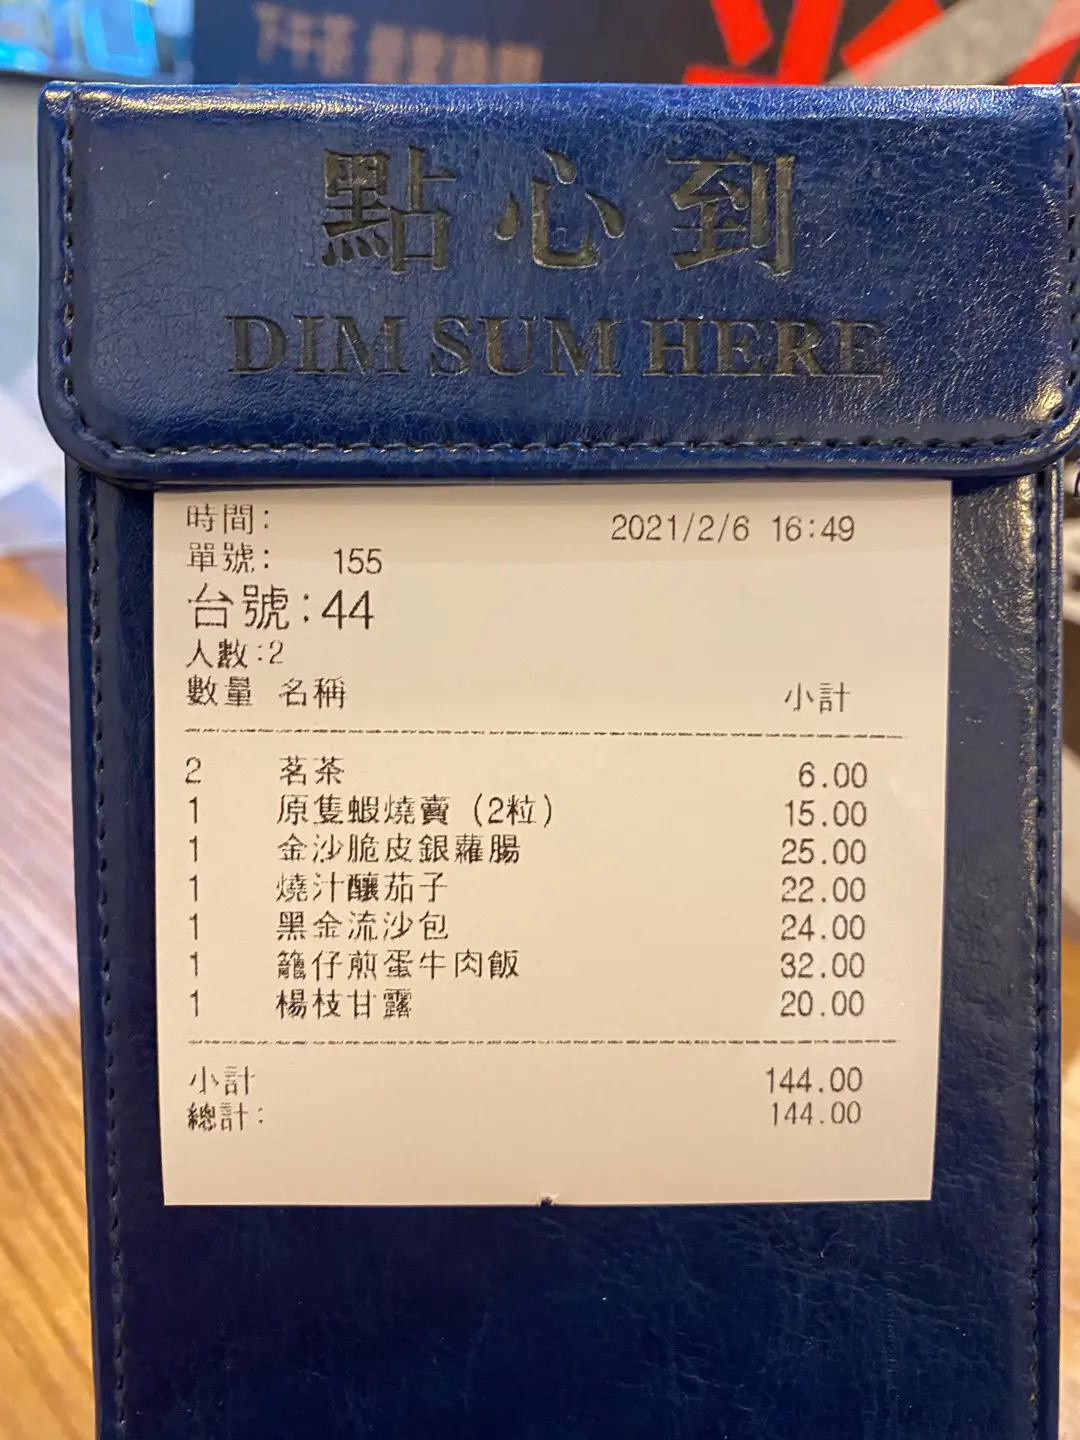 點心到
DIM SUM HERE
時間: 2021/2/6 16:49
單號: 155
台號:44
人數:2
數量 名稱 小計
2 茗茶 6.00
1 原隻蝦燒賣 (2粒) 15.00
1 金沙脆皮銀蘿腸 25.00
1 燒汁釀茄子 22.00
1 黑金流沙包 24.00
1 籠仔煎蛋牛肉飯 32.00
1 楊枝甘露 20.00
小計 144.00
總計: 144.00